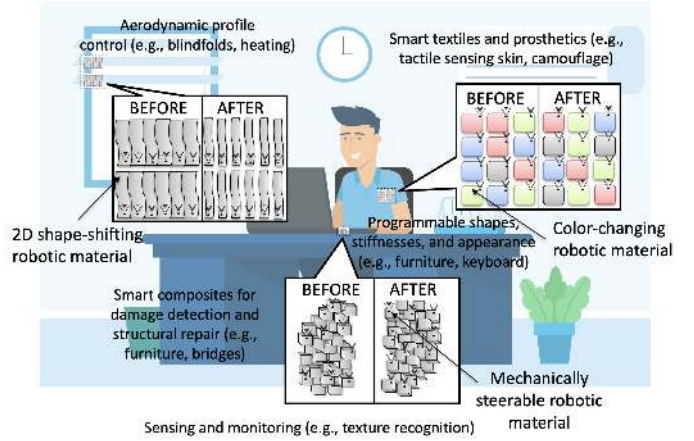 Aerodynamic profile
control (e.g., blindfolds, heating)
Smart textiles and prosthetics (e.g.,
tactile sensing skin, camouflage)
BEFORE AFTER
BEFORE AFTER
2D shape-shifting
robotic material
Programmable shapes,
stiffnesses, and appearance
(e.g., furniture, keyboard)
Color-changing
robotic material
Smart composites for
damage detection and
structural repair (e.g.,
furniture, bridges)
BEFORE AFTER
Mechanically
steerable robotic
material
Sensing and monitoring (e.g., texture recognition)